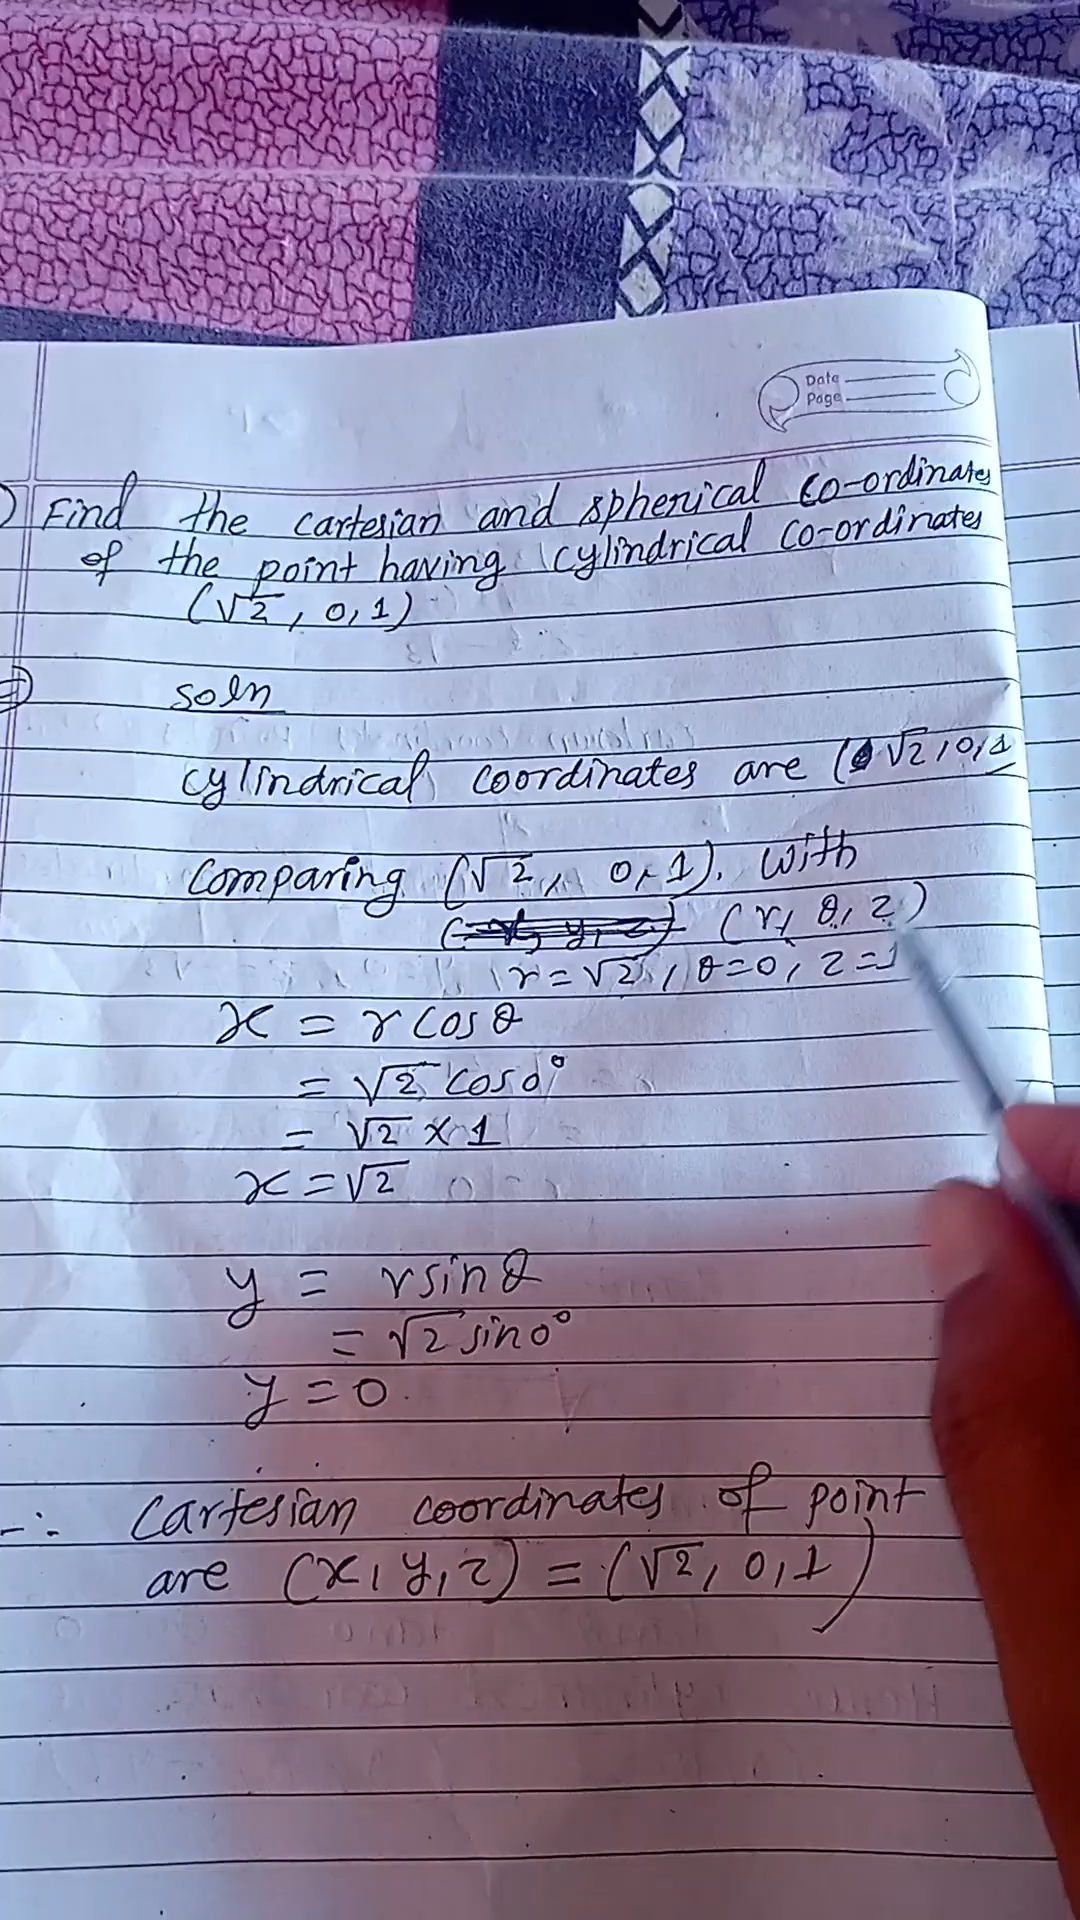 Date
Page
Find the cartesian and spherical co-ordinates
of the point having cylindrical co-ordinates
(√2, 0, 1)
soln
cylindrical coordinates are (√2, 0, 1
comparing (√2, 0, 1). with
(x, y, z) (r, θ, z)
r = √2, θ = 0, z = 1
x = r cos θ
= √2 cos 0°
= √2 × 1
x = √2
y = r sin θ
= √2 sin 0°
y = 0.
∴ cartesian coordinates of point
are (x, y, z) = (√2, 0, 1)